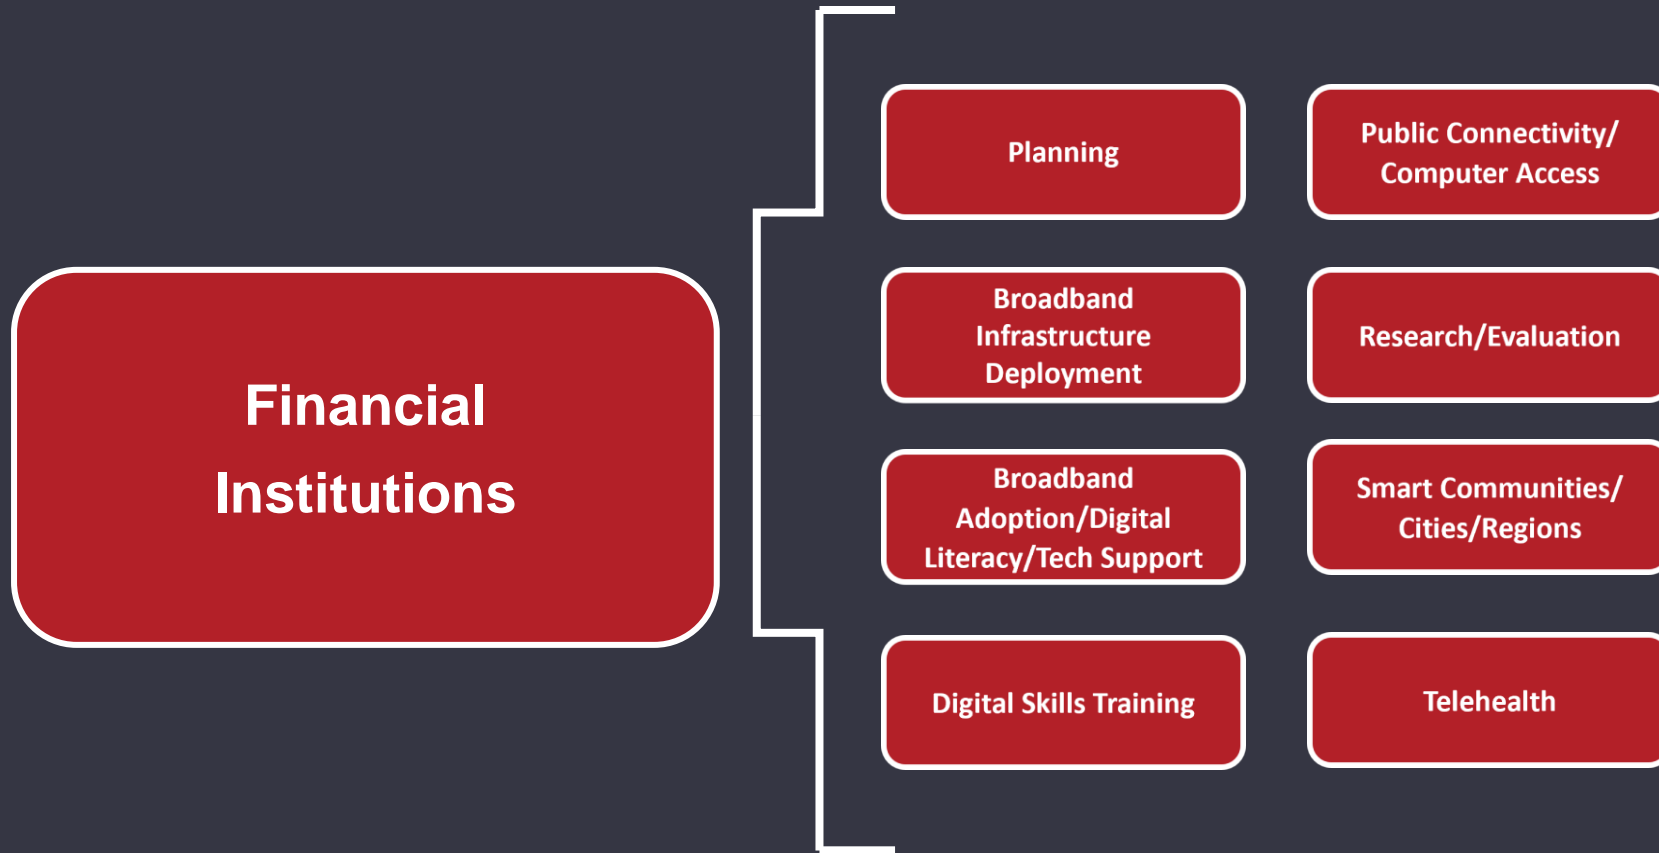 Financial
Institutions
Planning
Public Connectivity/
Computer Access
Broadband
Infrastructure
Deployment
Research/Evaluation
Broadband
Adoption/Digital
Literacy/Tech Support
Smart Communities/
Cities/Regions
Digital Skills Training
Telehealth